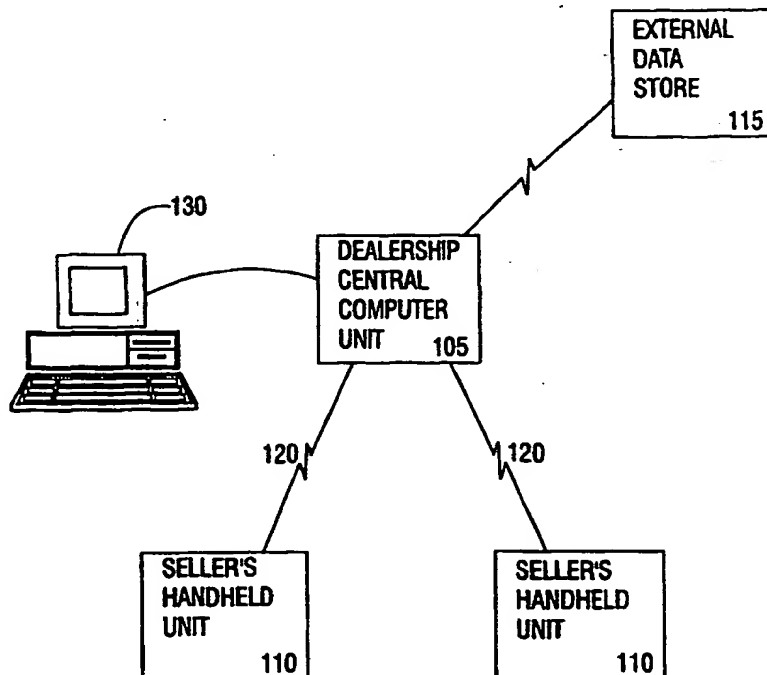 EXTERNAL
DATA
STORE
115
130
DEALERSHIP
CENTRAL
COMPUTER
UNIT 105
120 120
SELLER'S
HANDHELD
UNIT
110
SELLER'S
HANDHELD
UNIT
110